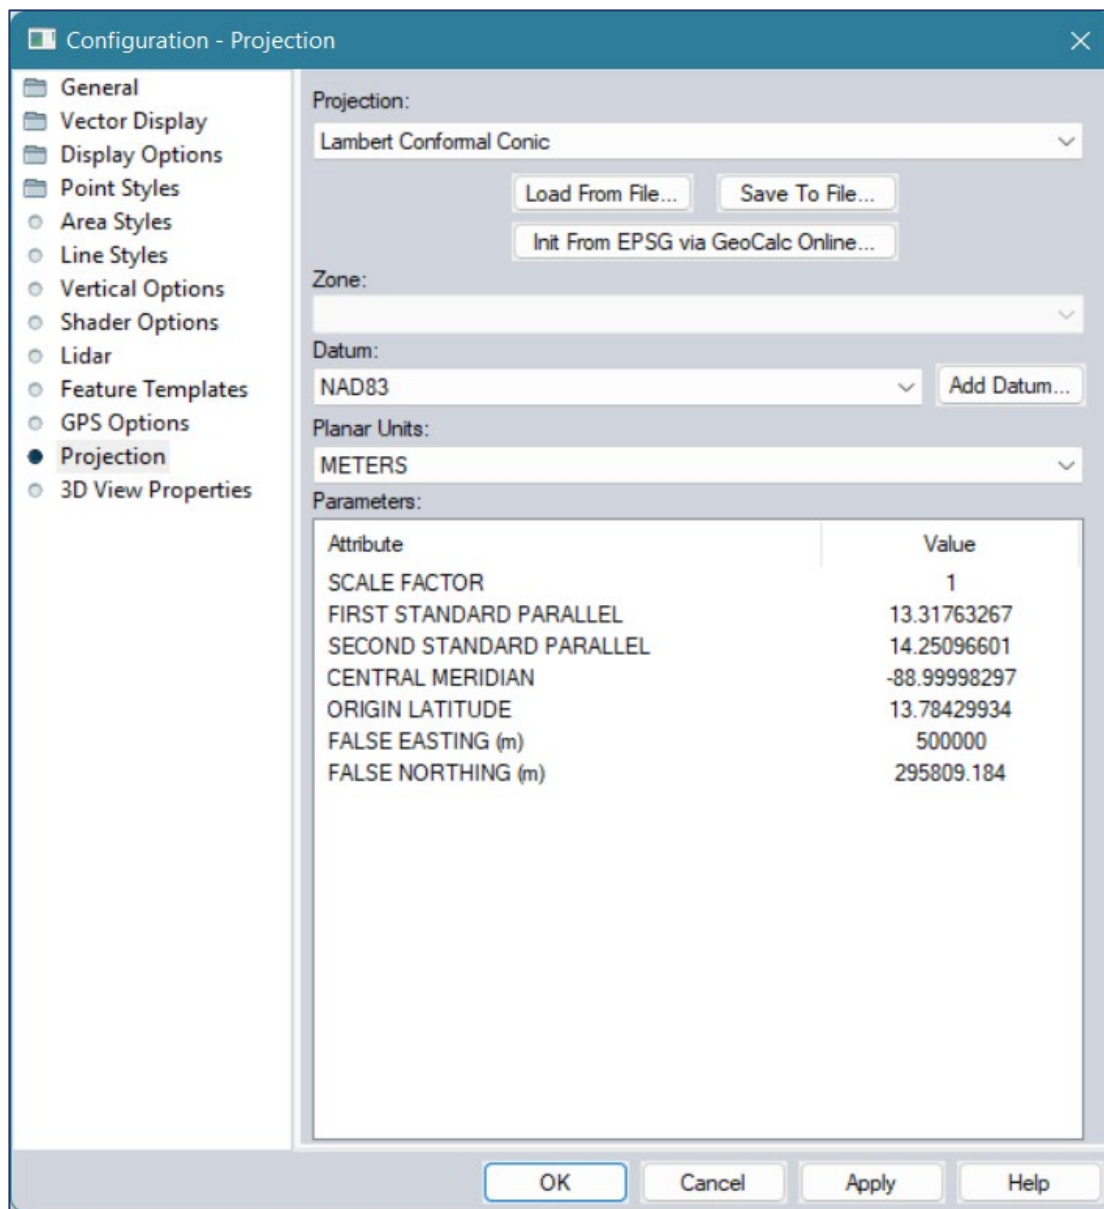 Configuration - Projection
General
Vector Display
Display Options
Point Styles
Area Styles
Line Styles
Vertical Options
Shader Options
Lidar
Feature Templates
GPS Options
Projection
3D View Properties
Projection:
Lambert Conformal Conic
Load From File... Save To File...
Init From EPSG via GeoCalc Online...
Zone:
Datum:
NAD83 Add Datum...
Planar Units:
METERS
Parameters:
Attribute Value
SCALE FACTOR 1
FIRST STANDARD PARALLEL 13.31763267
SECOND STANDARD PARALLEL 14.25096601
CENTRAL MERIDIAN -88.99998297
ORIGIN LATITUDE 13.78429934
FALSE EASTING (m) 500000
FALSE NORTHING (m) 295809.184
OK Cancel Apply Help